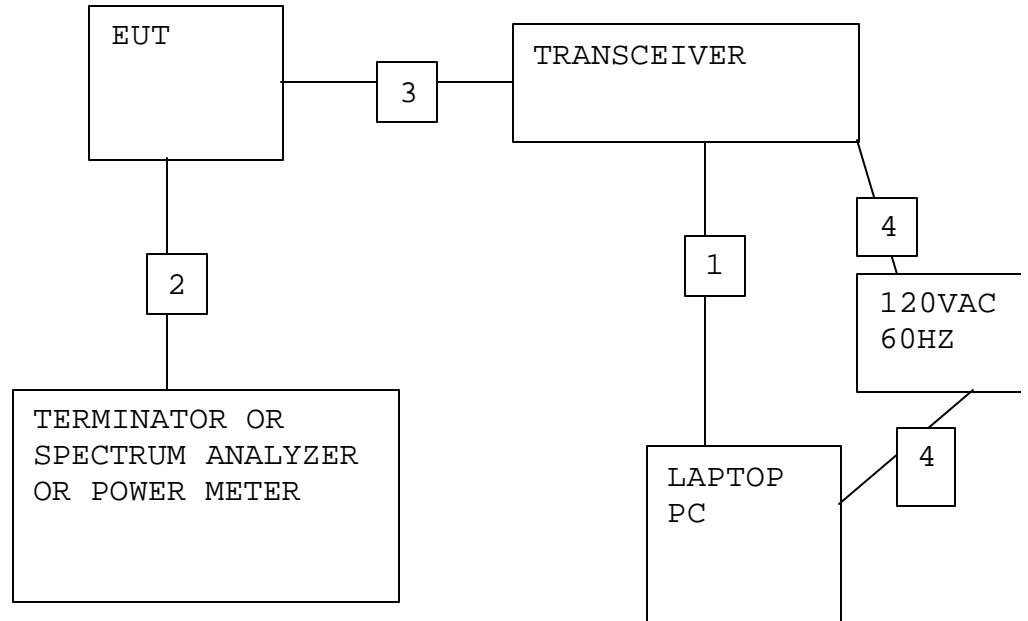 EUT
TRANSCEIVER
3
4
1
2
120VAC
60HZ
TERMINATOR OR
SPECTRUM ANALYZER
OR POWER METER
4
LAPTOP
PC